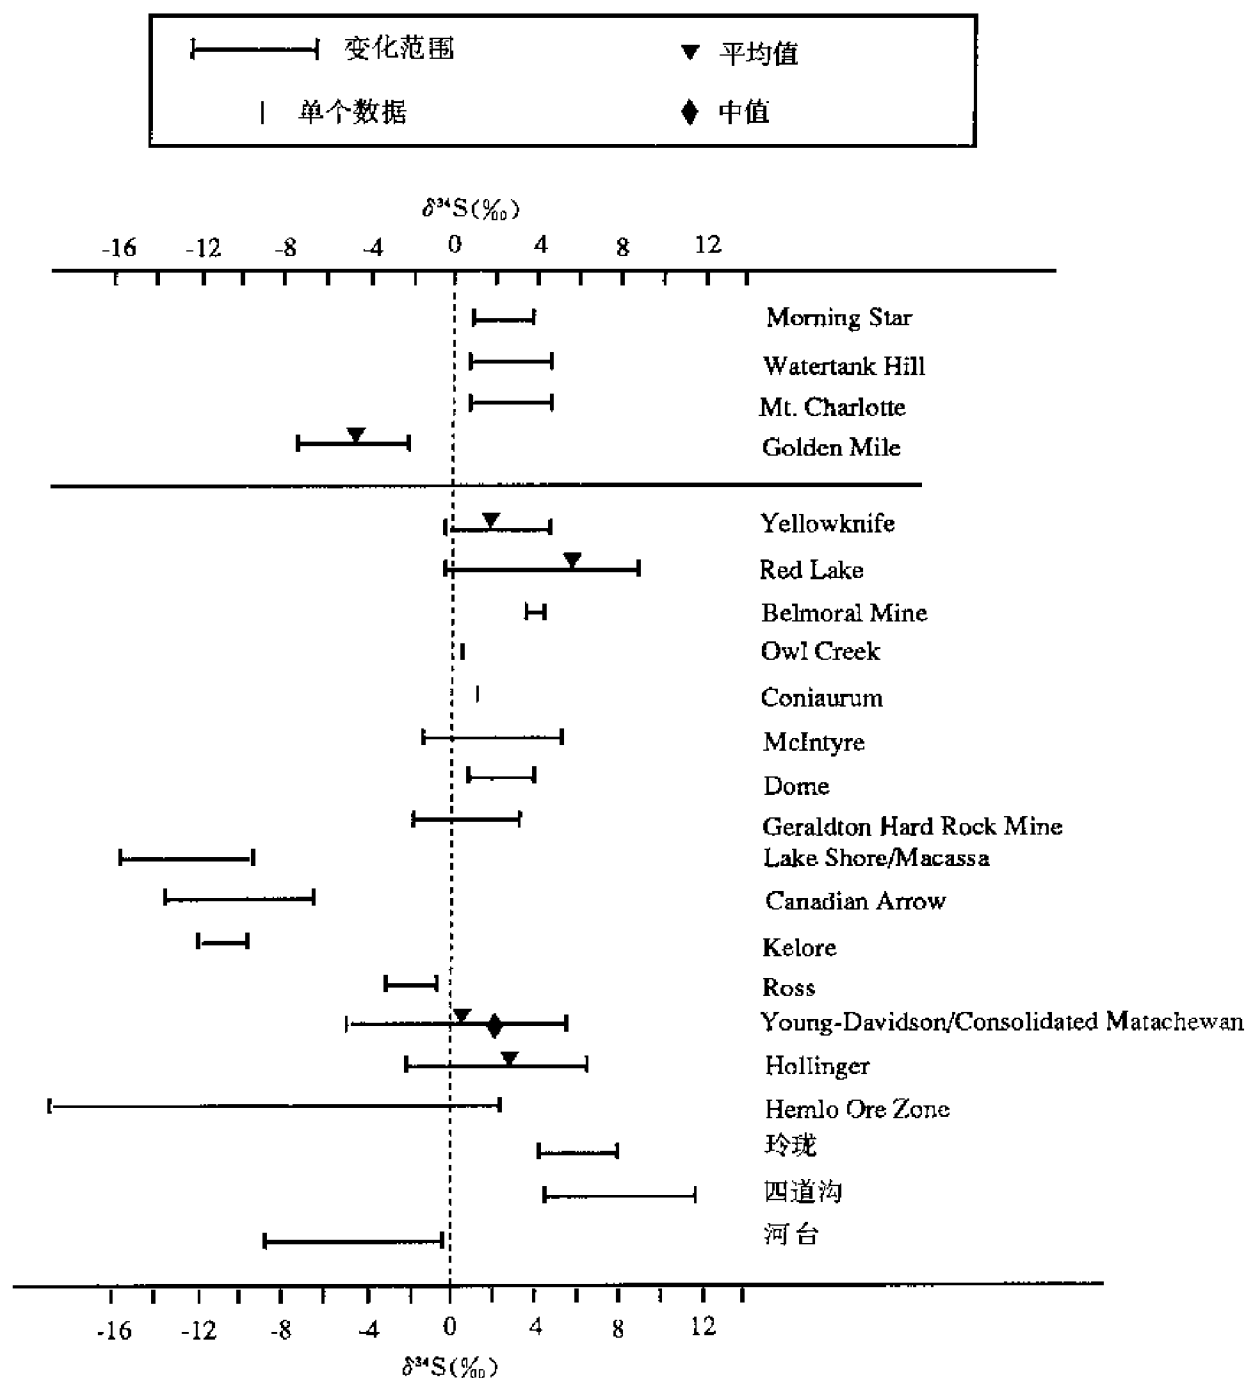 变化范围 平均值
单个数据 中值
δ³⁴S(‰)
-16 -12 -8 -4 0 4 8 12
Morning Star
Watertank Hill
Mt. Charlotte
Golden Mile
Yellowknife
Red Lake
Belmoral Mine
Owl Creek
Coniaurum
McIntyre
Dome
Geraldton Hard Rock Mine
Lake Shore/Macassa
Canadian Arrow
Kelore
Ross
Young-Davidson/Consolidated Matachewan
Hollinger
Hemlo Ore Zone
玲珑
四道沟
河台
-16 -12 -8 -4 0 4 8 12
δ³⁴S(‰)